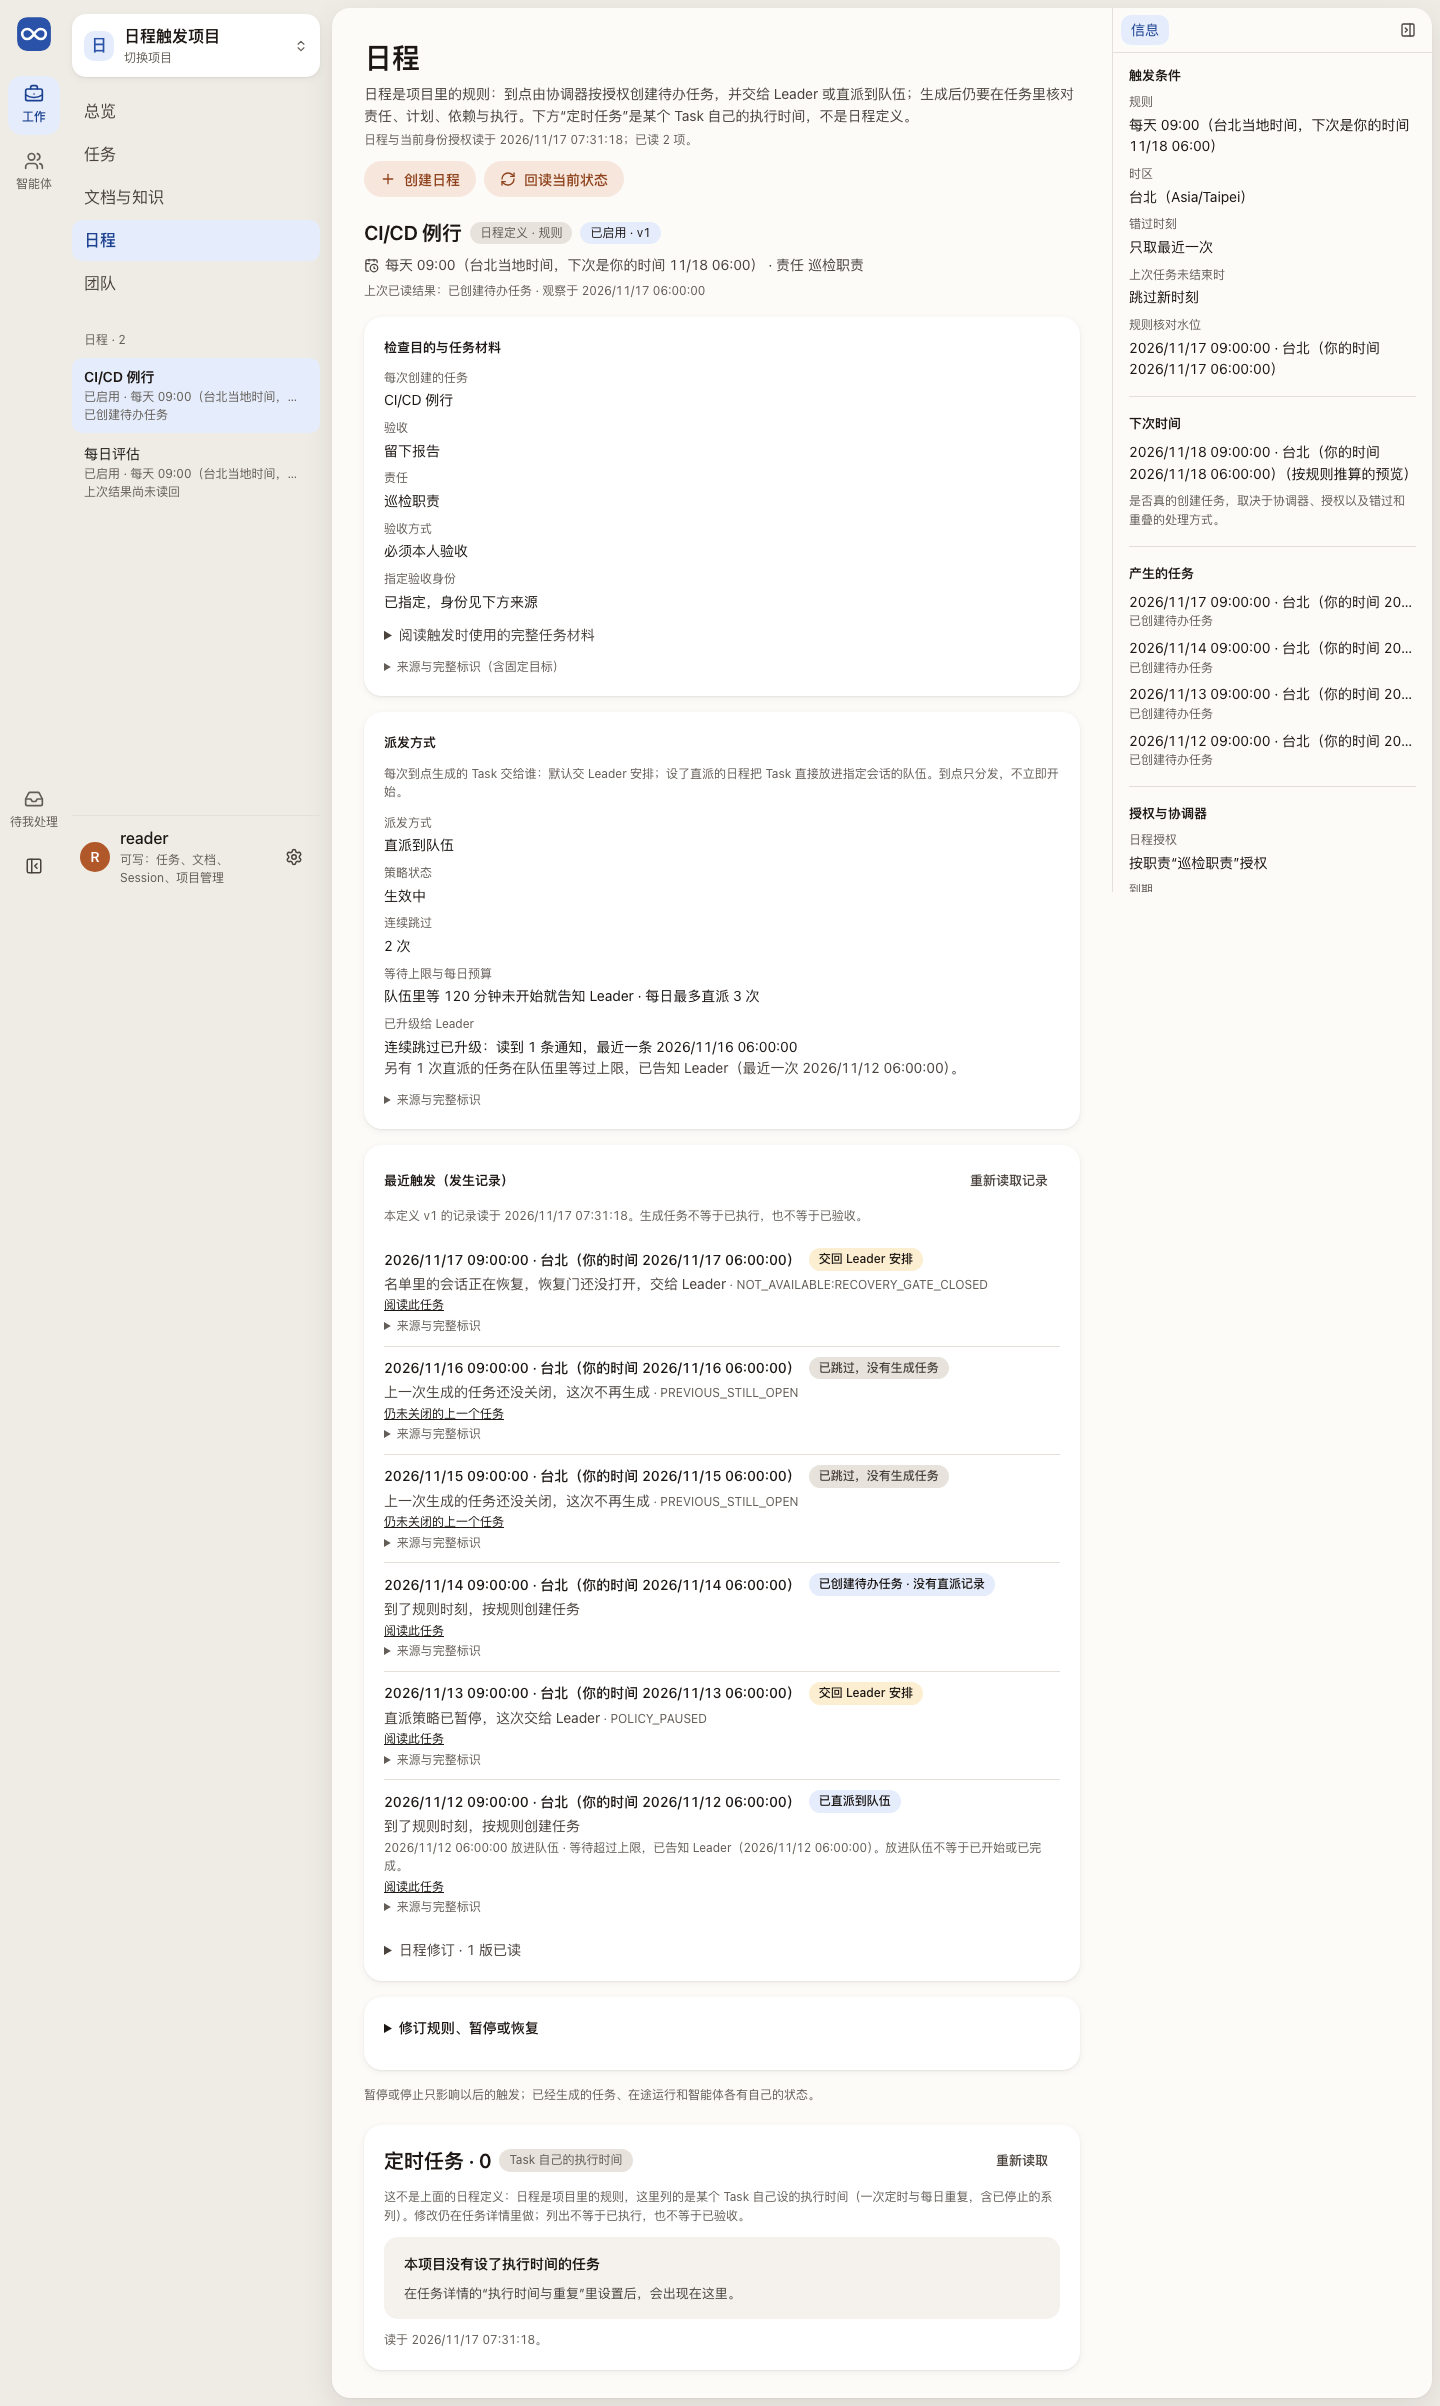 工作
智能体
待我处理
日
日程触发项目
切换项目
总览
任务
文档与知识
日程
团队
日程 · 2
CI/CD 例行
已启用 · 每天 09:00（台北当地时间，...
已创建待办任务
每日评估
已启用 · 每天 09:00（台北当地时间，...
上次结果尚未读回
R
reader
可写：任务、文档、
Session、项目管理
日程
日程是项目里的规则：到点由协调器按授权创建待办任务，并交给 Leader 或直派到队伍；生成后仍要在任务里核对
责任、计划、依赖与执行。下方“定时任务”是某个 Task 自己的执行时间，不是日程定义。
日程与当前身份授权读于 2026/11/17 07:31:18；已读 2 项。
创建日程
回读当前状态
CI/CD 例行
日程定义 · 规则
已启用 · v1
每天 09:00（台北当地时间，下次是你的时间 11/18 06:00） · 责任 巡检职责
上次已读结果：已创建待办任务 · 观察于 2026/11/17 06:00:00
检查目的与任务材料
每次创建的任务
CI/CD 例行
验收
留下报告
责任
巡检职责
验收方式
必须本人验收
指定验收身份
已指定，身份见下方来源
阅读触发时使用的完整任务材料
来源与完整标识（含固定目标）
派发方式
每次到点生成的 Task 交给谁：默认交 Leader 安排；设了直派的日程把 Task 直接放进指定会话的队伍。到点只分发，不立即开
始。
派发方式
直派到队伍
策略状态
生效中
连续跳过
2 次
等待上限与每日预算
队伍里等 120 分钟未开始就告知 Leader · 每日最多直派 3 次
已升级给 Leader
连续跳过已升级：读到 1 条通知，最近一条 2026/11/16 06:00:00
另有 1 次直派的任务在队伍里等过上限，已告知 Leader（最近一次 2026/11/12 06:00:00）。
来源与完整标识
最近触发（发生记录）
重新读取记录
本定义 v1 的记录读于 2026/11/17 07:31:18。生成任务不等于已执行，也不等于已验收。
2026/11/17 09:00:00 · 台北（你的时间 2026/11/17 06:00:00）
交回 Leader 安排
名单里的会话正在恢复，恢复门还没打开，交给 Leader · NOT_AVAILABLE:RECOVERY_GATE_CLOSED
阅读此任务
来源与完整标识
2026/11/16 09:00:00 · 台北（你的时间 2026/11/16 06:00:00）
已跳过，没有生成任务
上一次生成的任务还没关闭，这次不再生成 · PREVIOUS_STILL_OPEN
仍未关闭的上一个任务
来源与完整标识
2026/11/15 09:00:00 · 台北（你的时间 2026/11/15 06:00:00）
已跳过，没有生成任务
上一次生成的任务还没关闭，这次不再生成 · PREVIOUS_STILL_OPEN
仍未关闭的上一个任务
来源与完整标识
2026/11/14 09:00:00 · 台北（你的时间 2026/11/14 06:00:00）
已创建待办任务 · 没有直派记录
到了规则时刻，按规则创建任务
阅读此任务
来源与完整标识
2026/11/13 09:00:00 · 台北（你的时间 2026/11/13 06:00:00）
交回 Leader 安排
直派策略已暂停，这次交给 Leader · POLICY_PAUSED
阅读此任务
来源与完整标识
2026/11/12 09:00:00 · 台北（你的时间 2026/11/12 06:00:00）
已直派到队伍
到了规则时刻，按规则创建任务
2026/11/12 06:00:00 放进队伍 · 等待超过上限，已告知 Leader（2026/11/12 06:00:00）。放进队伍不等于已开始或已完
成。
阅读此任务
来源与完整标识
日程修订 · 1 版已读
修订规则、暂停或恢复
暂停或停止只影响以后的触发；已经生成的任务、在途运行和智能体各有自己的状态。
定时任务 · 0
Task 自己的执行时间
重新读取
这不是上面的日程定义：日程是项目里的规则，这里列的是某个 Task 自己设的执行时间（一次定时与每日重复，含已停止的系
列）。修改仍在任务详情里做；列出不等于已执行，也不等于已验收。
本项目没有设了执行时间的任务
在任务详情的“执行时间与重复”里设置后，会出现在这里。
读于 2026/11/17 07:31:18。
信息
触发条件
规则
每天 09:00（台北当地时间，下次是你的时间
11/18 06:00）
时区
台北（Asia/Taipei）
错过时刻
只取最近一次
上次任务未结束时
跳过新时刻
规则核对水位
2026/11/17 09:00:00 · 台北（你的时间
2026/11/17 06:00:00）
下次时间
2026/11/18 09:00:00 · 台北（你的时间
2026/11/18 06:00:00）（按规则推算的预览）
是否真的创建任务，取决于协调器、授权以及错过和
重叠的处理方式。
产生的任务
2026/11/17 09:00:00 · 台北（你的时间 20...
已创建待办任务
2026/11/14 09:00:00 · 台北（你的时间 20...
已创建待办任务
2026/11/13 09:00:00 · 台北（你的时间 20...
已创建待办任务
2026/11/12 09:00:00 · 台北（你的时间 20...
已创建待办任务
授权与协调器
日程授权
按职责“巡检职责”授权
到期